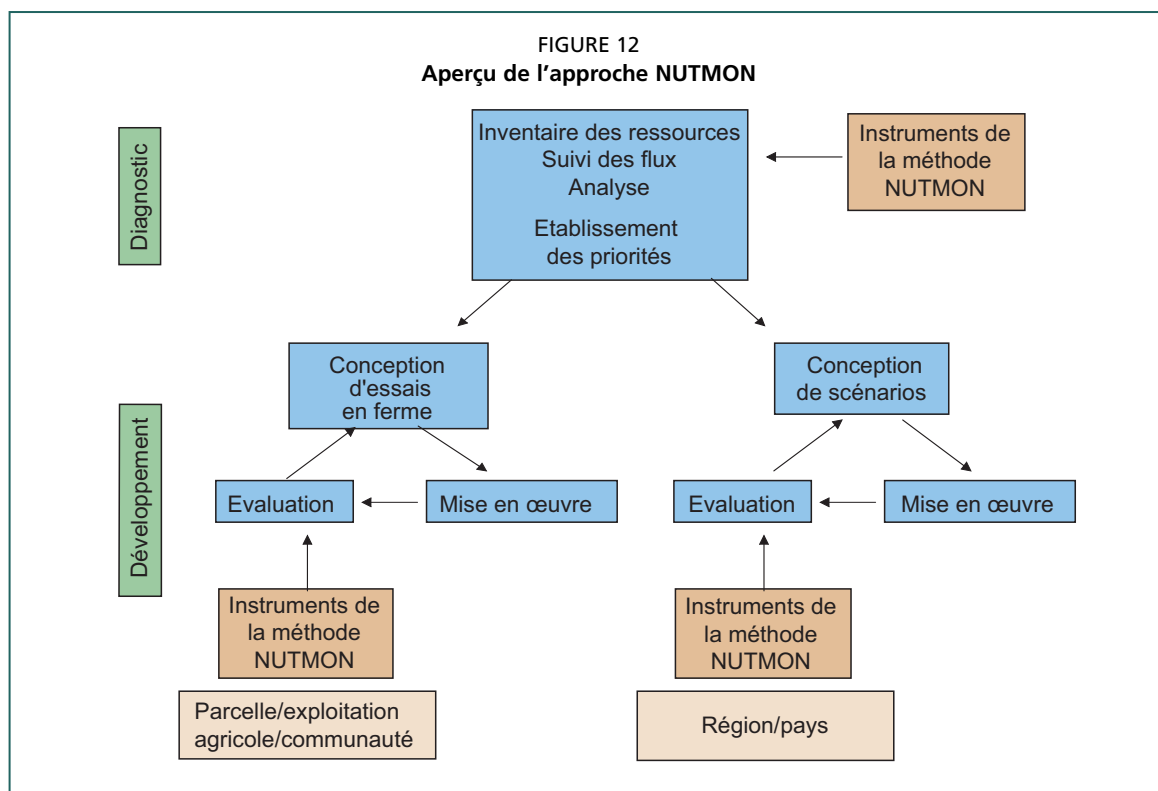 FIGURE 12
Aperçu de l’approche NUTMON
Diagnostic
Inventaire des ressources
Suivi des flux
Analyse
Etablissement
des priorités
Instruments de
la méthode
NUTMON
Développement
Conception
d'essais
en ferme
Conception
de scénarios
Evaluation
Mise en œuvre
Evaluation
Mise en œuvre
Instruments de
la méthode
NUTMON
Instruments de
la méthode
NUTMON
Parcelle/exploitation
agricole/communauté
Région/pays